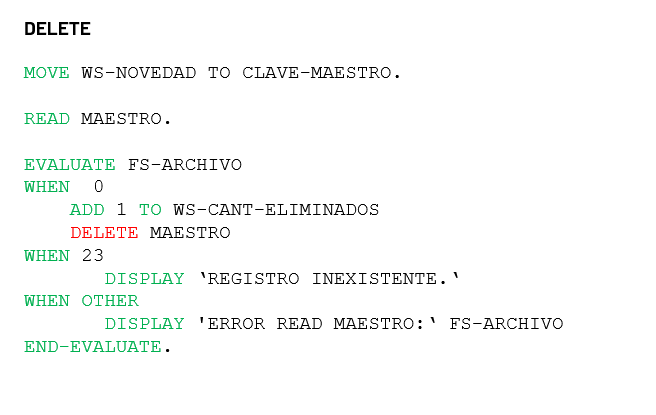 DELETE
MOVE WS-NOVEDAD TO CLAVE-MAESTRO.
READ MAESTRO.
EVALUATE FS-ARCHIVO
WHEN  0
    ADD 1 TO WS-CANT-ELIMINADOS
    DELETE MAESTRO
WHEN 23
       DISPLAY ‘REGISTRO INEXISTENTE.‘
WHEN OTHER
       DISPLAY 'ERROR READ MAESTRO:‘ FS-ARCHIVO
END-EVALUATE.